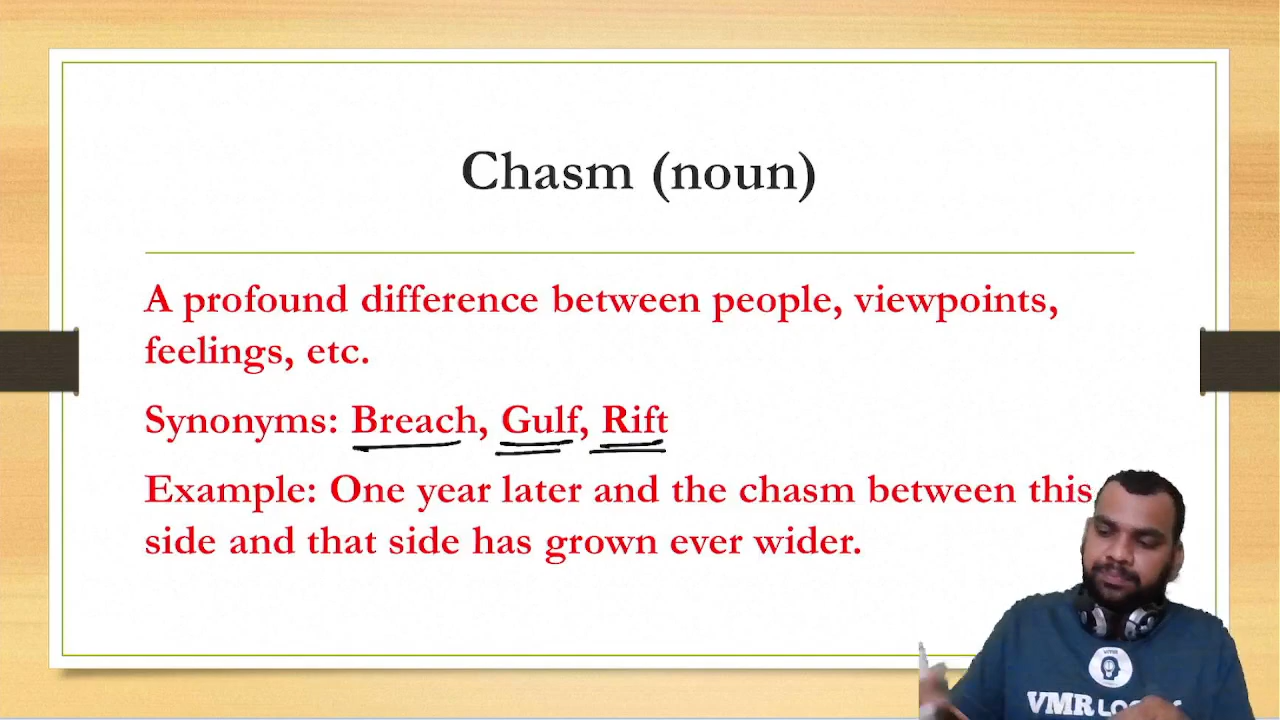 Chasm (noun)
A profound difference between people, viewpoints,
feelings, etc.
Synonyms: Breach, Gulf, Rift
Example: One year later and the chasm between this
side and that side has grown ever wider.
VMR